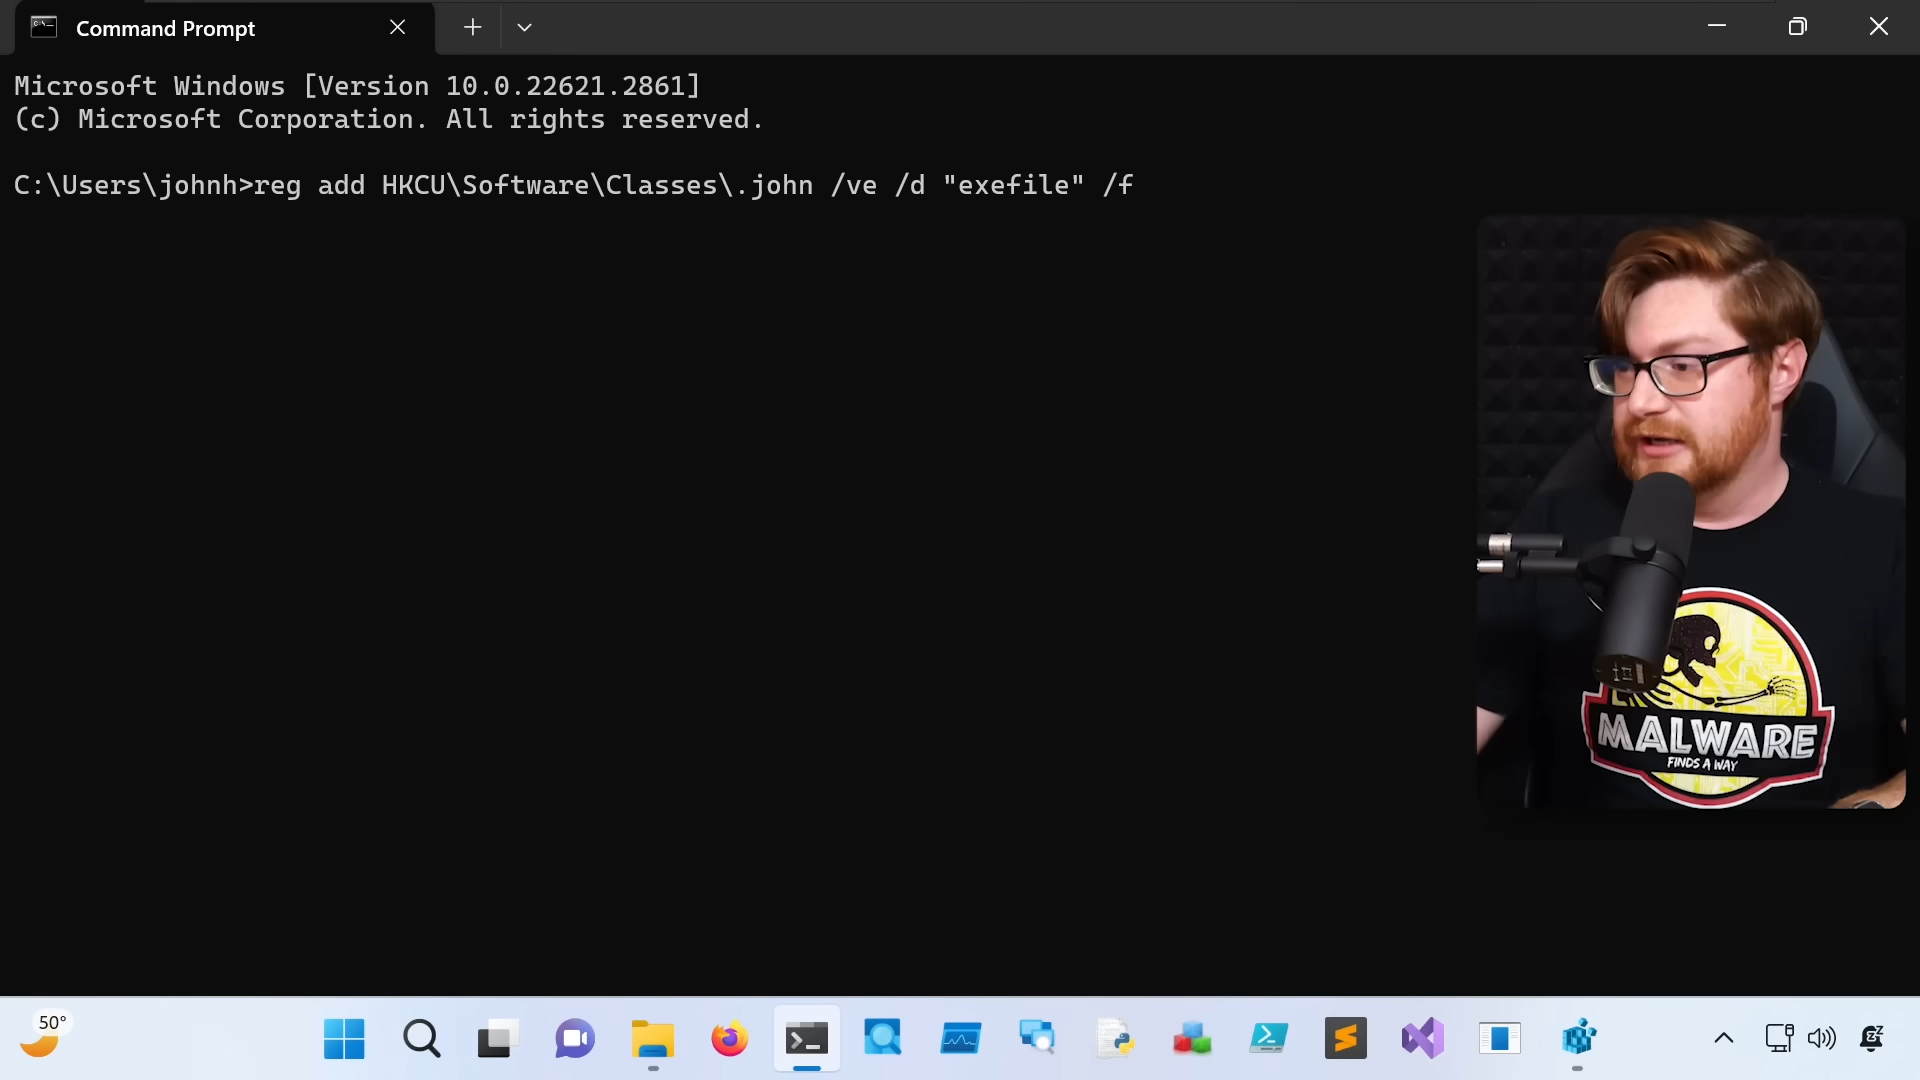 Command Prompt
Microsoft Windows [Version 10.0.22621.2861]
(c) Microsoft Corporation. All rights reserved.
C:\Users\johnh>reg add HKCU\Software\Classes\.john /ve /d "exefile" /f
MALWARE
FINDS A WAY
50°